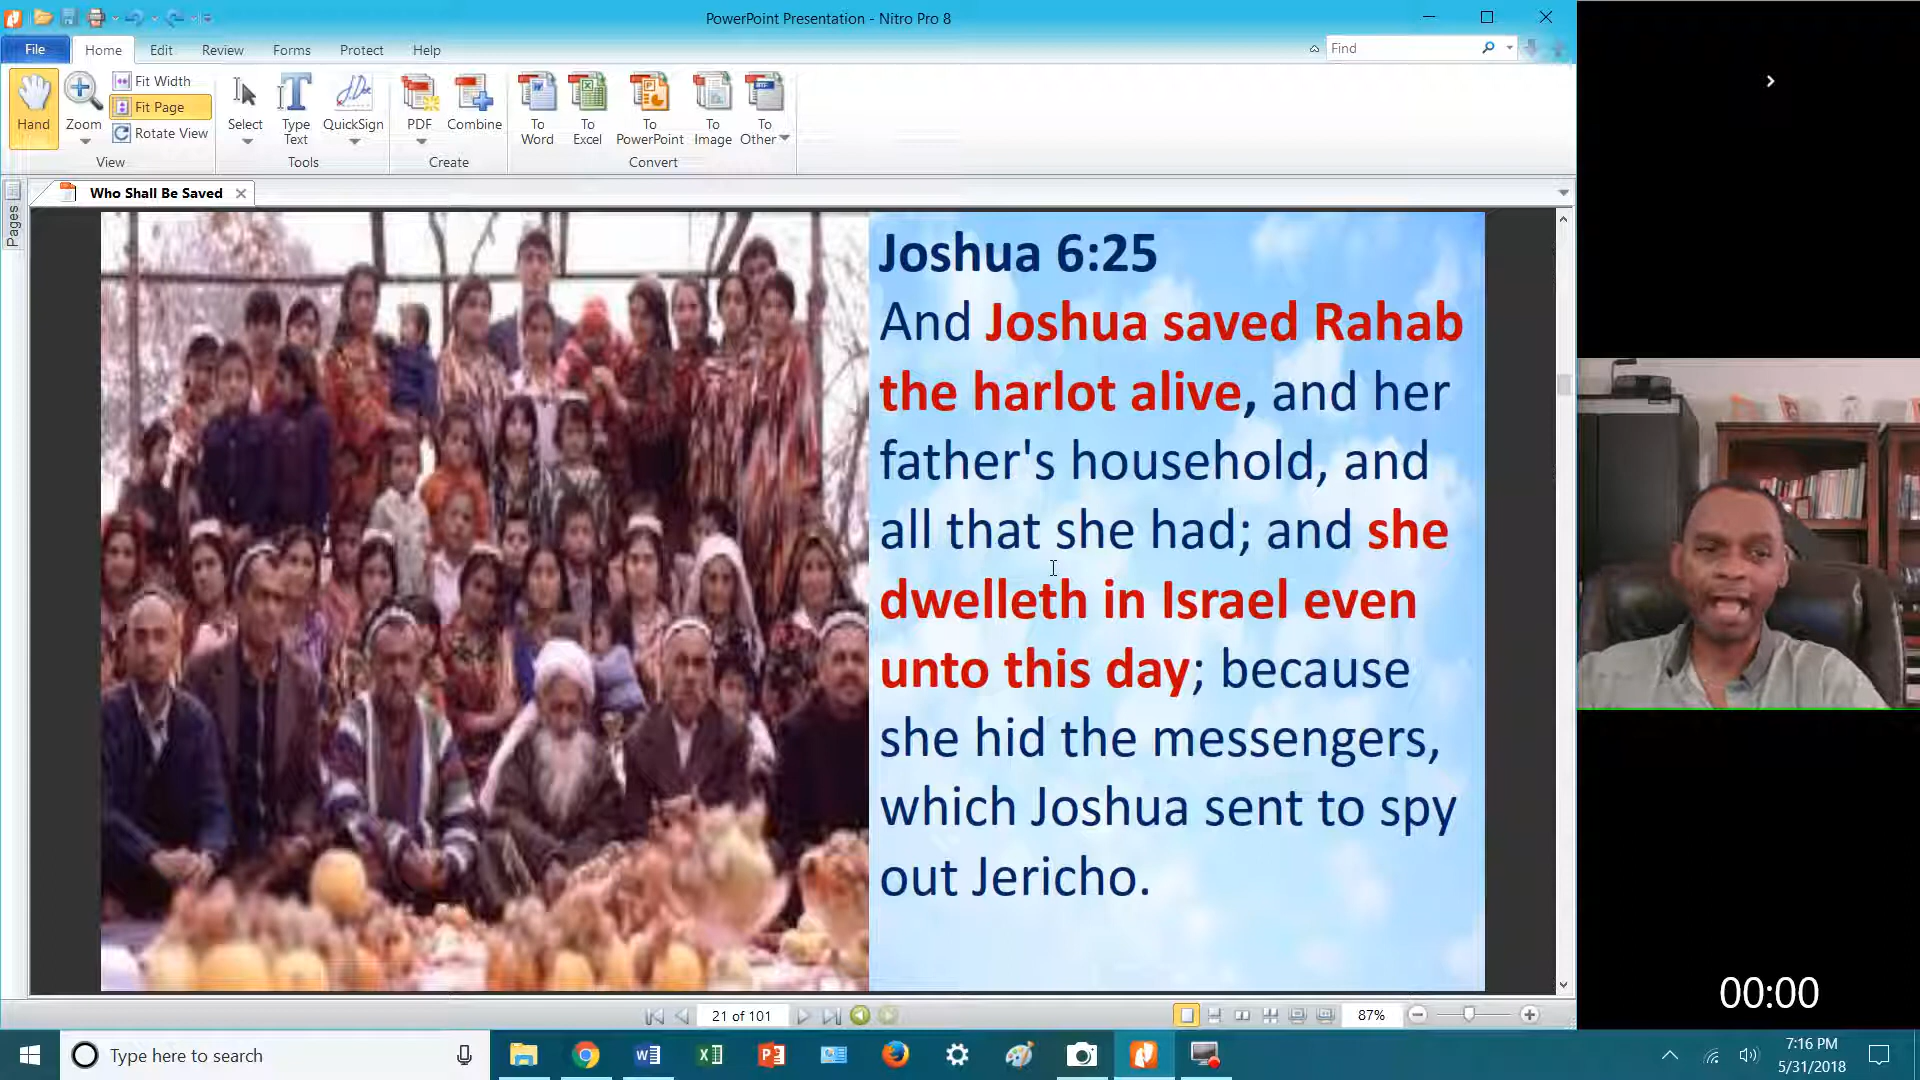 PowerPoint Presentation - Nitro Pro 8
File
Home
Edit
Review
Forms
Protect
Help
Find
Hand
Zoom
Fit Width
Fit Page
Rotate View
View
Select
Type
Text
QuickSign
Tools
PDF
Combine
Create
To
Word
To
Excel
To
PowerPoint
To
Image
To
Other
Convert
Pages
Who Shall Be Saved
Joshua 6:25
And Joshua saved Rahab
the harlot alive, and her
father's household, and
all that she had; and she
dwelleth in Israel even
unto this day; because
she hid the messengers,
which Joshua sent to spy
out Jericho.
00:00
21 of 101
87%
Type here to search
7:16 PM
5/31/2018